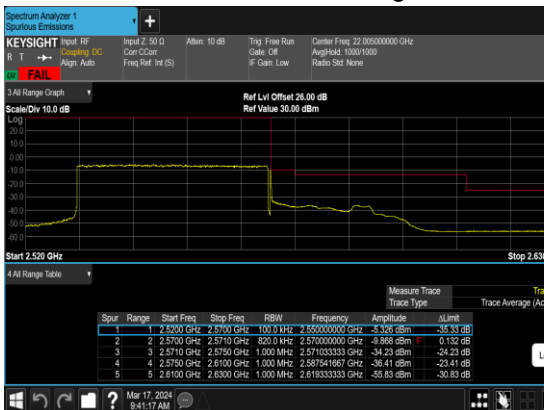 Spectrum Analyzer 1
Spurious Emissions
KEYSIGHT Input: RF Input Z: 50 Ω Atten: 10 dB Trig: Free Run Center Freq: 22.005000000 GHz
R T Coupling: DC Corr CCorr Gate: Off Avg|Hold: 1000/1000
Align: Auto Freq Ref: Int (S) IF Gain: Low Radio Std: None
LV FAIL
3 All Range Graph
Ref Lvl Offset 26.00 dB
Scale/Div 10.0 dB Ref Value 30.00 dBm
Log
20.0
10.0
0.00
-10.0
-20.0
-30.0
-40.0
-50.0
-60.0
Start 2.520 GHz Stop 2.630
4 All Range Table
Measure Trace Tra
Trace Type Trace Average (Ac
Spur Range Start Freq Stop Freq RBW Frequency Amplitude ΔLimit
1 1 2.5200 GHz 2.5700 GHz 100.0 kHz 2.550000000 GHz -5.326 dBm -35.33 dB
2 2 2.5700 GHz 2.5710 GHz 820.0 kHz 2.570000000 GHz -9.868 dBm F 0.132 dB
3 3 2.5710 GHz 2.5750 GHz 1.000 MHz 2.571033333 GHz -34.23 dBm -24.23 dB
4 4 2.5750 GHz 2.6100 GHz 1.000 MHz 2.587541667 GHz -36.41 dBm -23.41 dB
5 5 2.6100 GHz 2.6300 GHz 1.000 MHz 2.619333333 GHz -55.83 dBm -30.83 dB
L
? Mar 17, 2024
9:41:17 AM